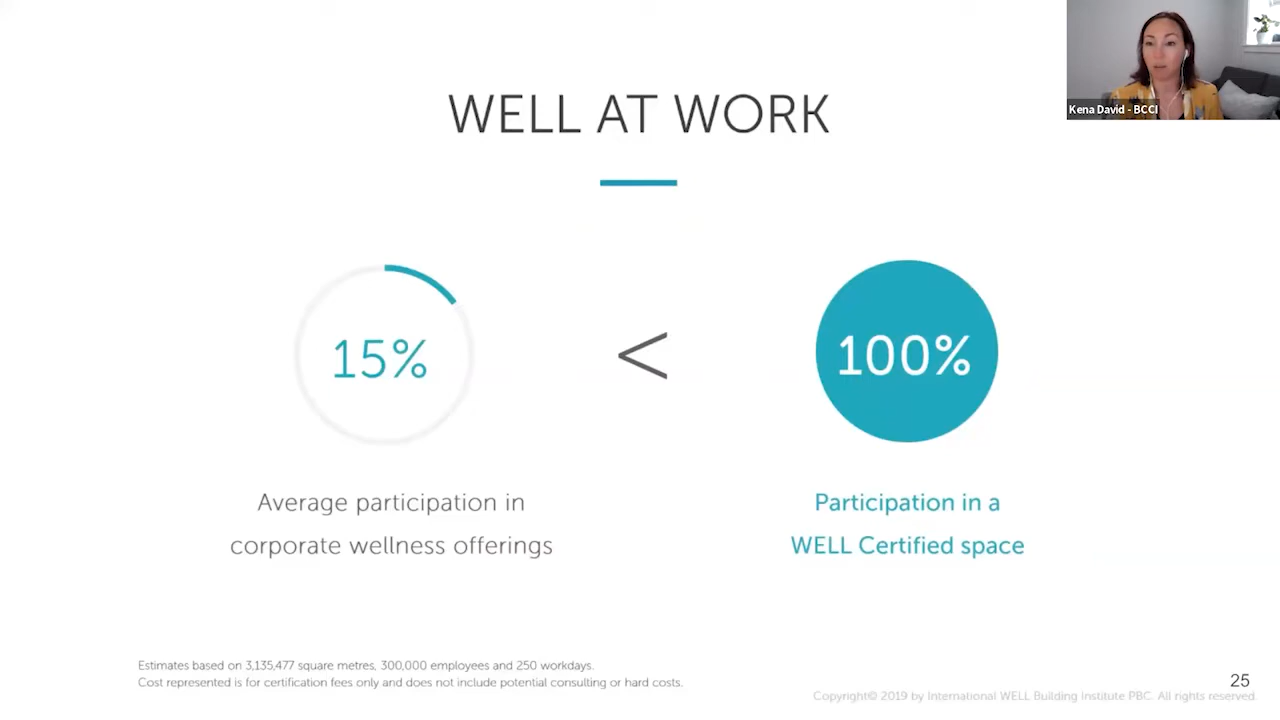 Kena David - BCCI
WELL AT WORK
15%
<
100%
Average participation in
corporate wellness offerings
Participation in a
WELL Certified space
Estimates based on 3,135,477 square metres, 300,000 employees and 250 workdays.
Cost represented is for certification fees only and does not include potential consulting or hard costs.
25
Copyright© 2019 by International WELL Building Institute PBC. All rights reserved.